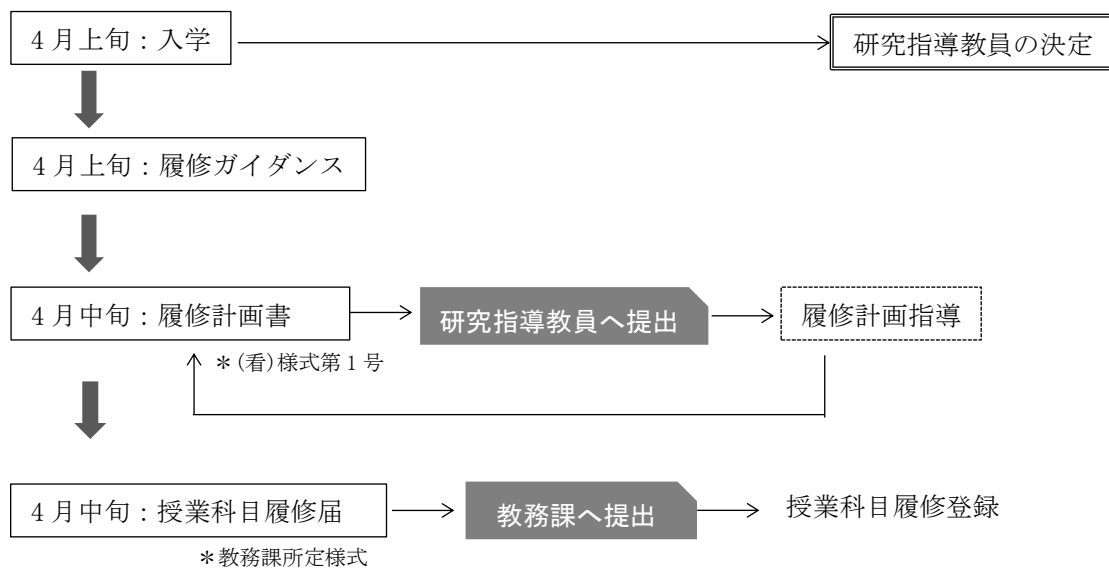 4月上旬：入学
研究指導教員の決定
4月上旬：履修ガイダンス
4月中旬：履修計画書
研究指導教員へ提出
履修計画指導
＊(看)様式第1号
4月中旬：授業科目履修届
教務課へ提出
授業科目履修登録
＊教務課所定様式